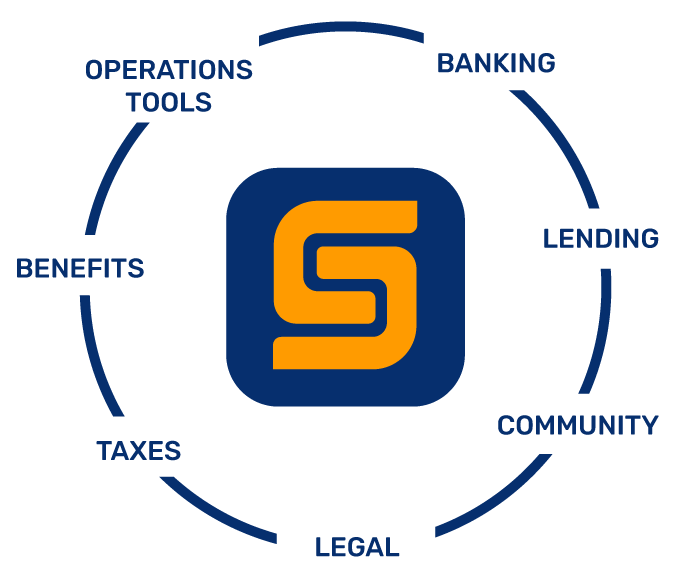 OPERATIONS
TOOLS
BANKING
LENDING
COMMUNITY
LEGAL
TAXES
BENEFITS